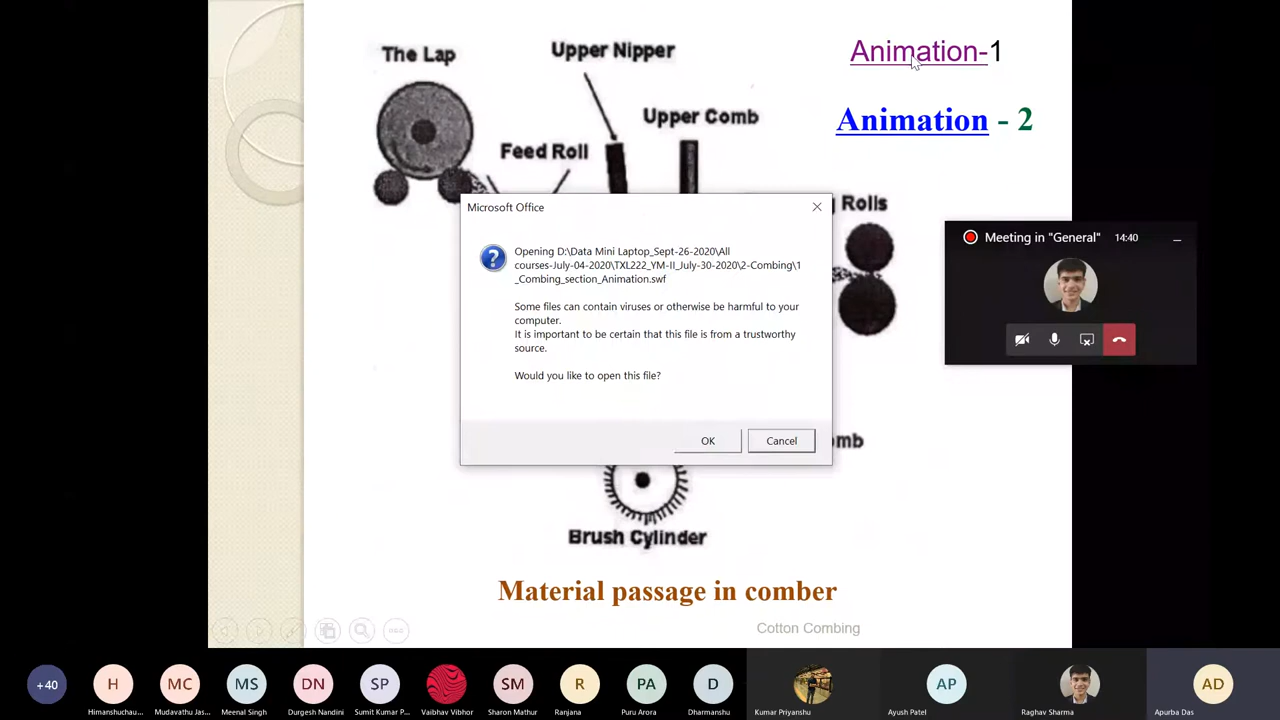 The Lap
Upper Nipper
Animation-1
Upper Comb
Animation - 2
Feed Roll
Rolls
Microsoft Office
Opening D:\Data Mini Laptop_Sept-26-2020\All
courses-July-04-2020\TXL222_YM-II_July-30-2020\2-Combing\1
_Combing_section_Animation.swf
Some files can contain viruses or otherwise be harmful to your
computer.
It is important to be certain that this file is from a trustworthy
source.
Would you like to open this file?
OK
Cancel
Meeting in "General"
14:40
Brush Cylinder
Material passage in comber
Cotton Combing
+40
H
MC
MS
DN
SP
SM
R
PA
D
AP
AD
Himanshuchau...
Mudavathu Jas...
Meenal Singh
Durgesh Nandini
Sumit Kumar P...
Vaibhav Vibhor
Sharon Mathur
Ranjana
Puru Arora
Dharmanshu
Kumar Priyanshu
Ayush Patel
Raghav Sharma
Apurba Das